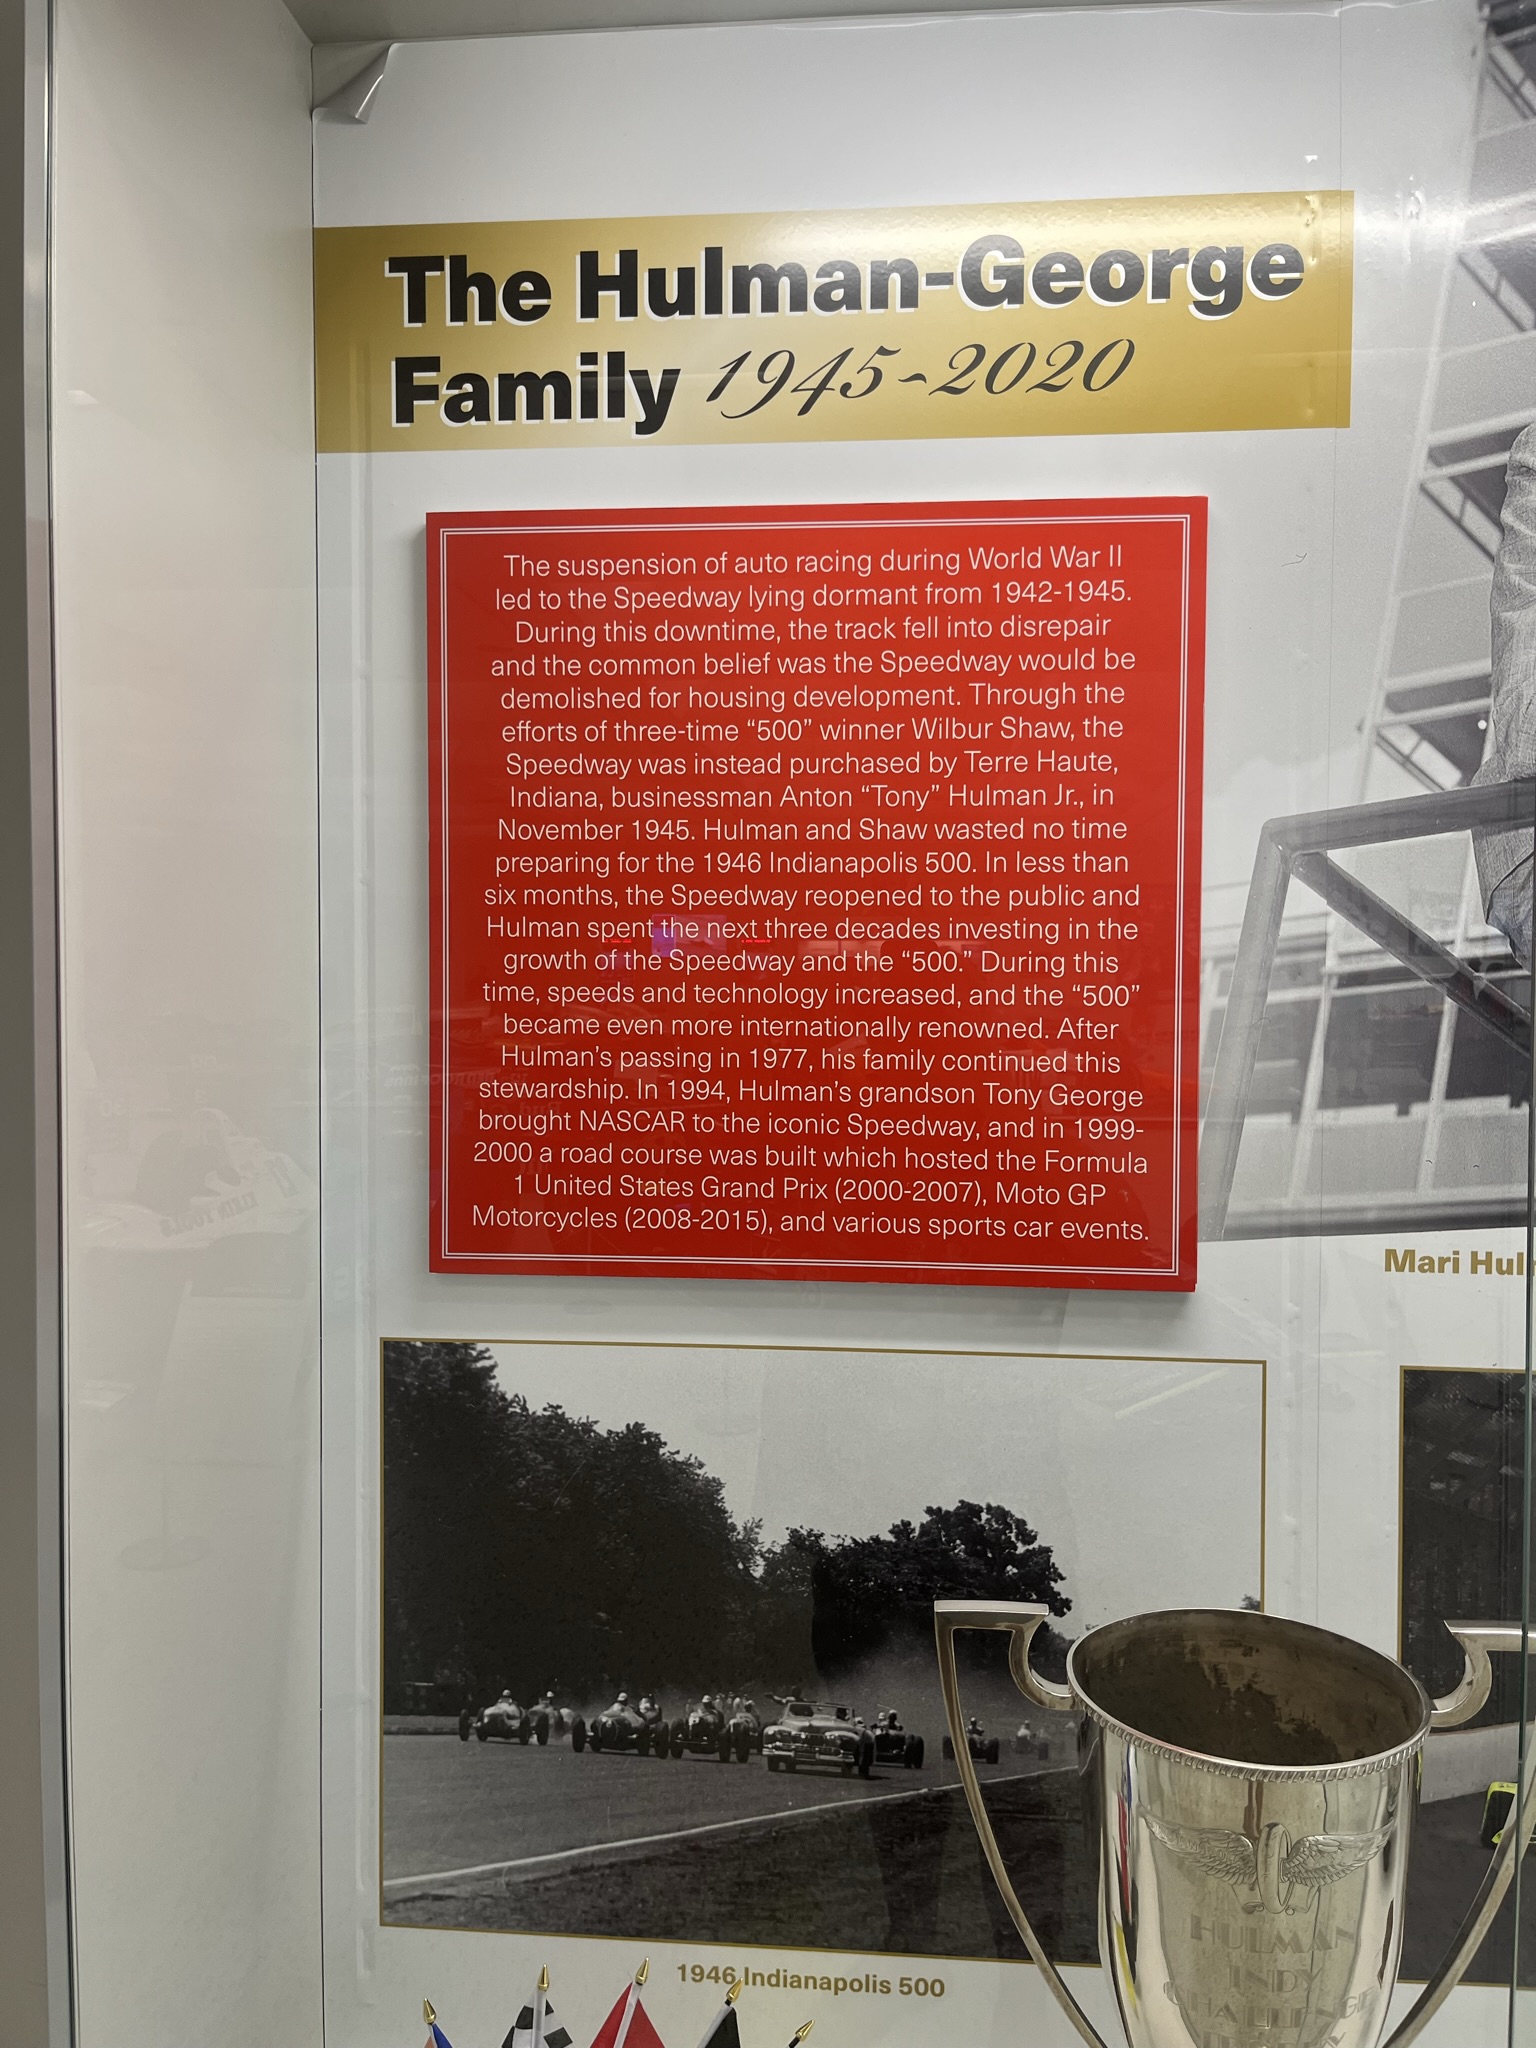 The Hulman-George
Family 1945-2020
The suspension of auto racing during World War II
led to the Speedway lying dormant from 1942-1945.
During this downtime, the track fell into disrepair
and the common belief was the Speedway would be
demolished for housing development. Through the
efforts of three-time “500” winner Wilbur Shaw, the
Speedway was instead purchased by Terre Haute,
Indiana, businessman Anton “Tony” Hulman Jr., in
November 1945. Hulman and Shaw wasted no time
preparing for the 1946 Indianapolis 500. In less than
six months, the Speedway reopened to the public and
Hulman spent the next three decades investing in the
growth of the Speedway and the “500.” During this
time, speeds and technology increased, and the “500”
became even more internationally renowned. After
Hulman’s passing in 1977, his family continued this
stewardship. In 1994, Hulman’s grandson Tony George
brought NASCAR to the iconic Speedway, and in 1999-
2000 a road course was built which hosted the Formula
1 United States Grand Prix (2000-2007), Moto GP
Motorcycles (2008-2015), and various sports car events.
Mari Hul
1946 Indianapolis 500
HULMAN
INDY
CHALLENGE